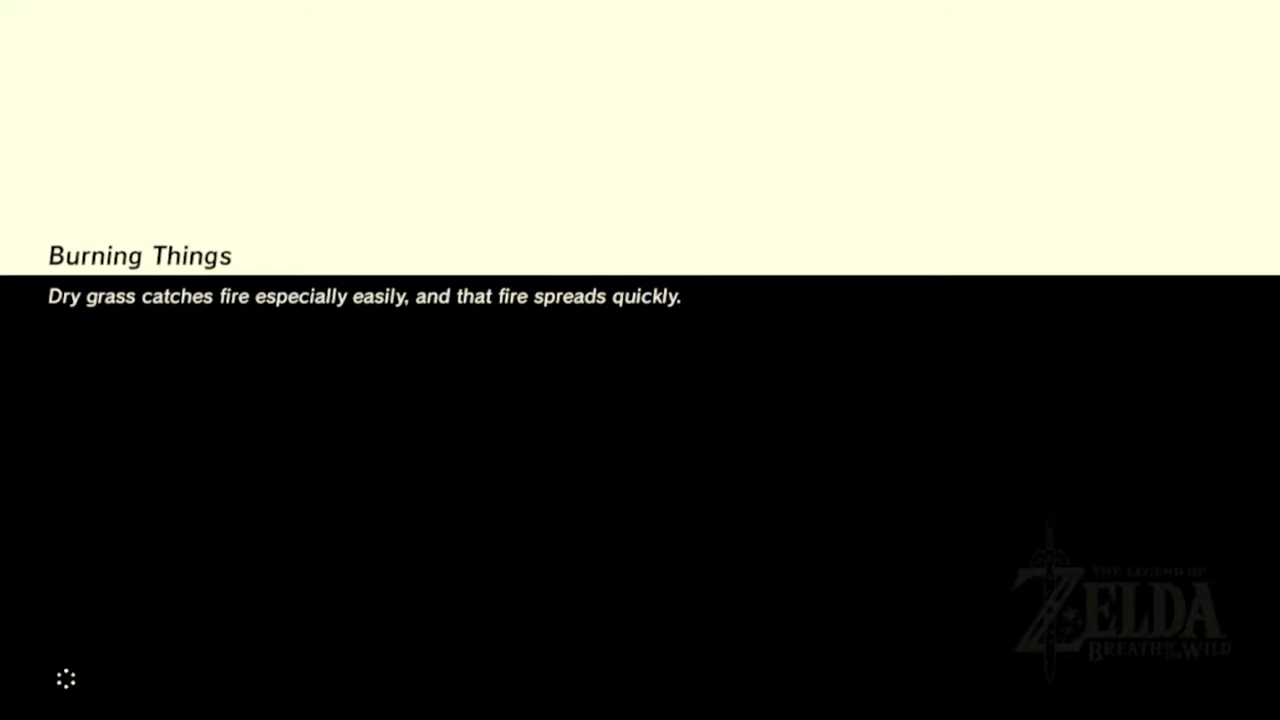 Burning Things
Dry grass catches fire especially easily, and that fire spreads quickly.
THE LEGEND OF
ZELDA
BREATH OF THE WILD